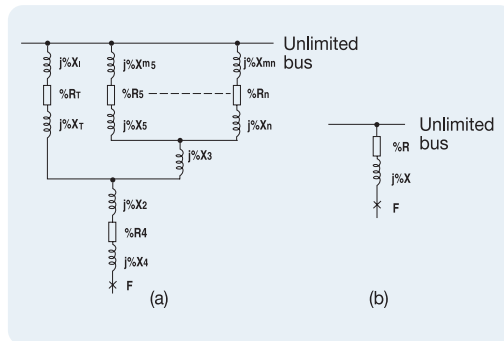 Unlimited
bus
j%Xl j%Xm5 j%Xmn
%RT %R5 %Rn
j%XT j%X5 j%Xn
j%X3
j%X2
%R4
j%X4
F
(a)
Unlimited
bus
%R
j%X
F
(b)